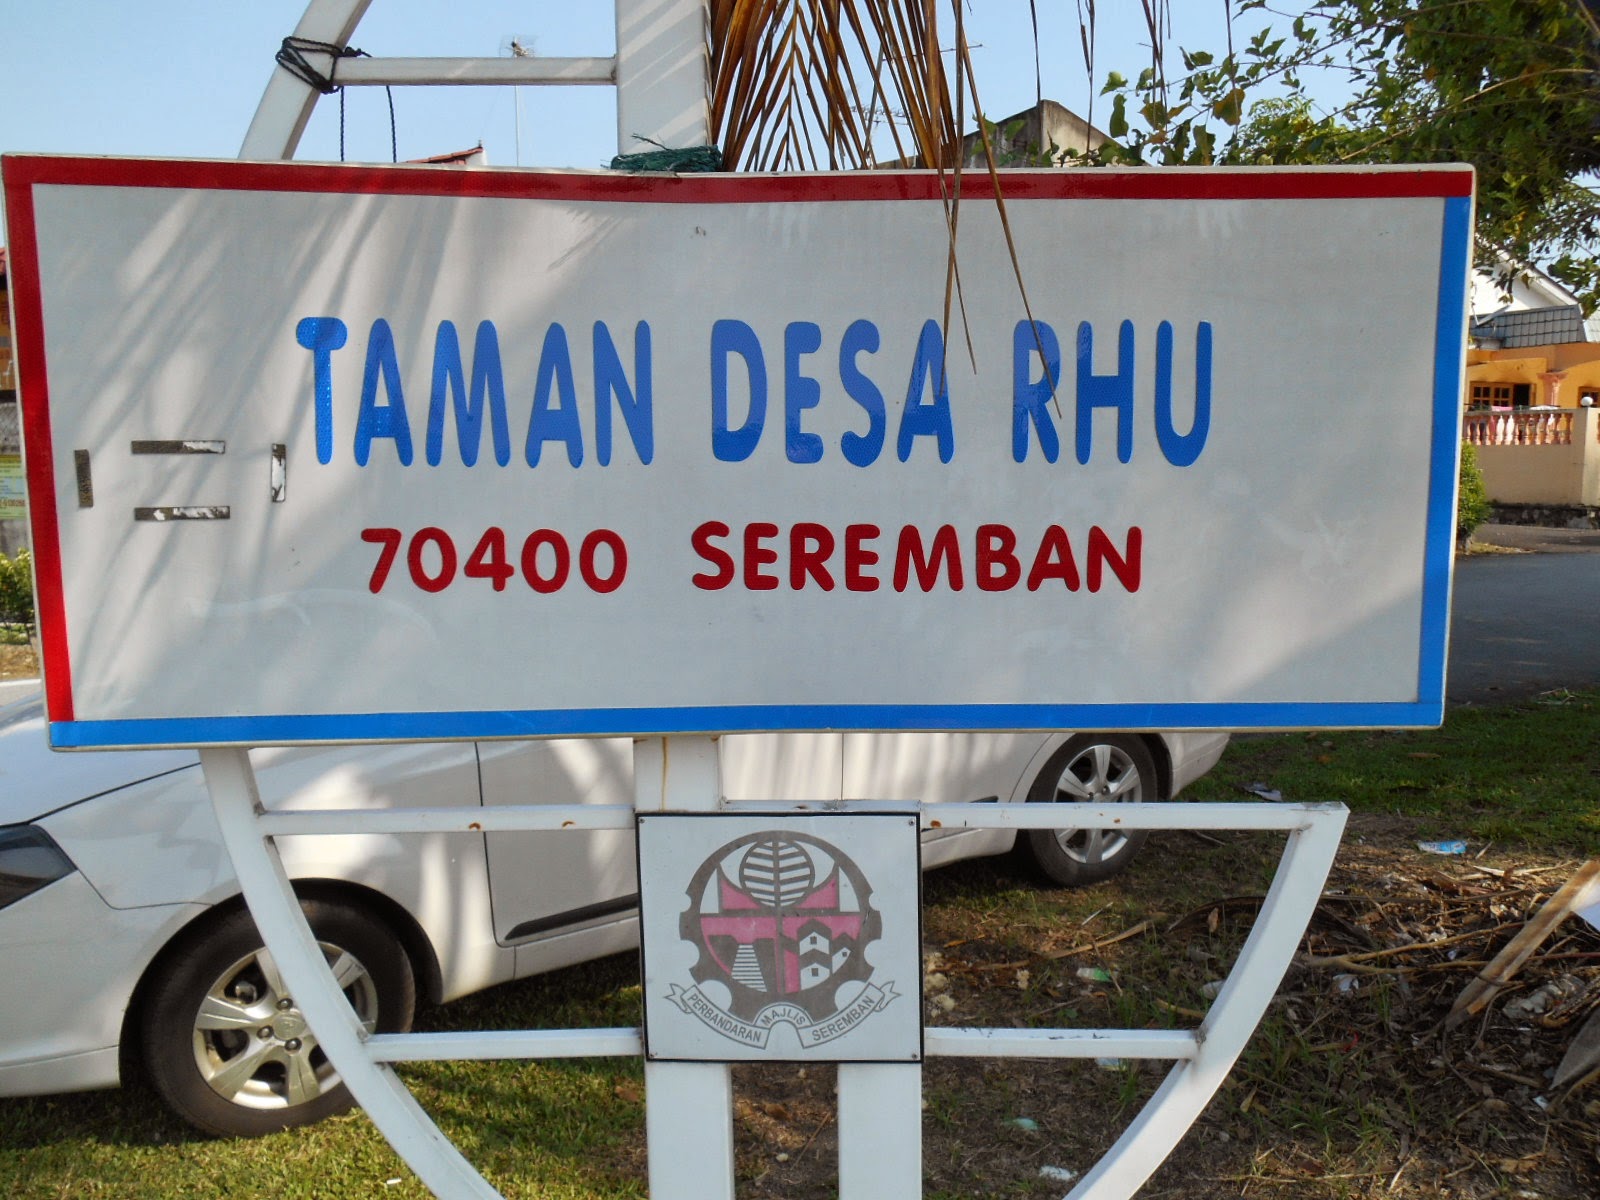 TAMAN DESA RHU
70400 SEREMBAN
PERBANDARAN MAJLIS SEREMBAN